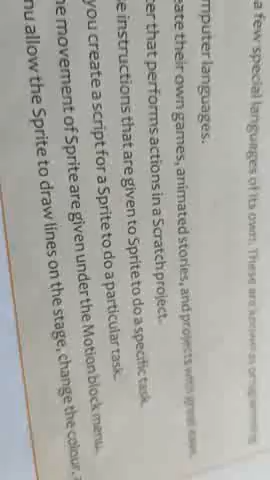 a few special languages of its own. These are known as programming
mputer languages.
eate their own games, animated stories, and projects with great ease.
cer that performs actions in a Scratch project.
e instructions that are given to Sprite to do a specific task.
you create a script for a Sprite to do a particular task.
he movement of Sprite are given under the Motion block menu.
nu allow the Sprite to draw lines on the stage, change the colour,